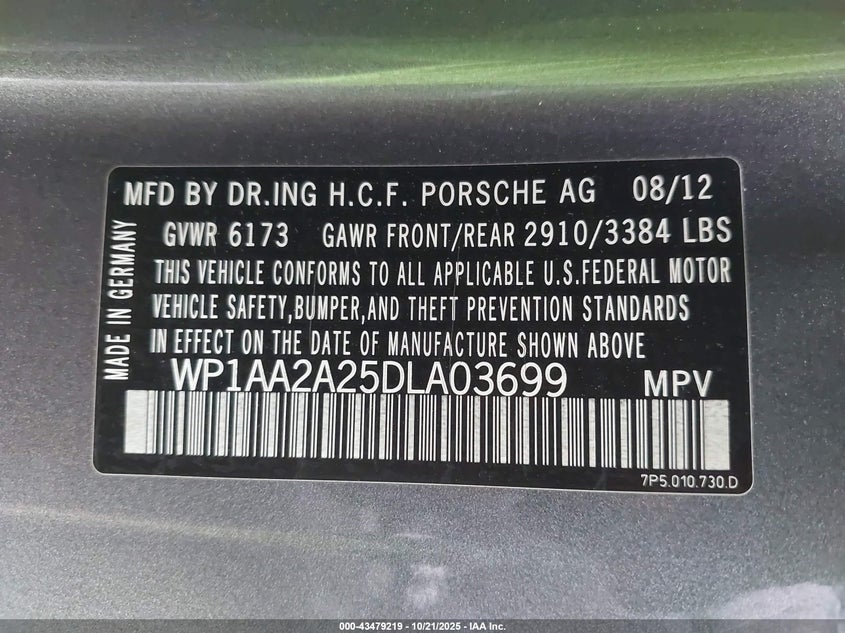 MFD BY DR.ING H.C.F. PORSCHE AG 08/12
GVWR 6173 GAWR FRONT/REAR 2910/3384 LBS
THIS VEHICLE CONFORMS TO ALL APPLICABLE U.S.FEDERAL MOTOR
VEHICLE SAFETY,BUMPER,AND THEFT PREVENTION STANDARDS
IN EFFECT ON THE DATE OF MANUFACTURE SHOWN ABOVE
MADE IN GERMANY
WP1AA2A25DLA03699 MPV
7P5.010.730.D
000-43479219 - 10/21/2025 - IAA Inc.